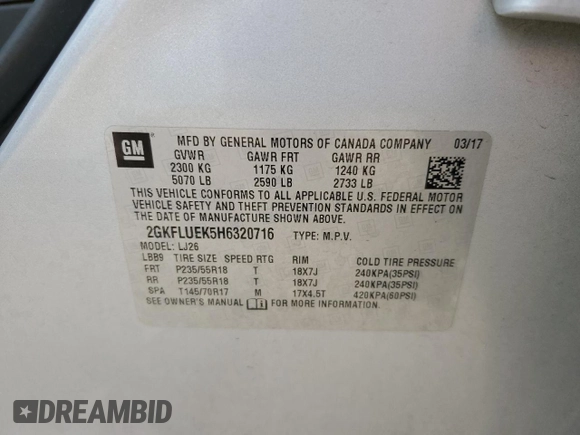 GM
MFD BY GENERAL MOTORS OF CANADA COMPANY 03/17
GVWR GAWR FRT GAWR RR
2300 KG 1175 KG 1240 KG
5070 LB 2590 LB 2733 LB
THIS VEHICLE CONFORMS TO ALL APPLICABLE U.S. FEDERAL MOTOR
VEHICLE SAFETY AND THEFT PREVENTION STANDARDS IN EFFECT ON
THE DATE OF MANUFACTURE SHOWN ABOVE.
2GKFLUEK5H6320716 TYPE: M.P.V.
MODEL: LJ26
LBB9 TIRE SIZE SPEED RTG RIM COLD TIRE PRESSURE
FRT P235/55R18 T 18X7J 240KPA(35PSI)
RR P235/55R18 T 18X7J 240KPA(35PSI)
SPA T145/70R17 M 17X4.5T 420KPA(60PSI)
SEE OWNER'S MANUAL FOR MORE INFORMATION.
DREAMBID